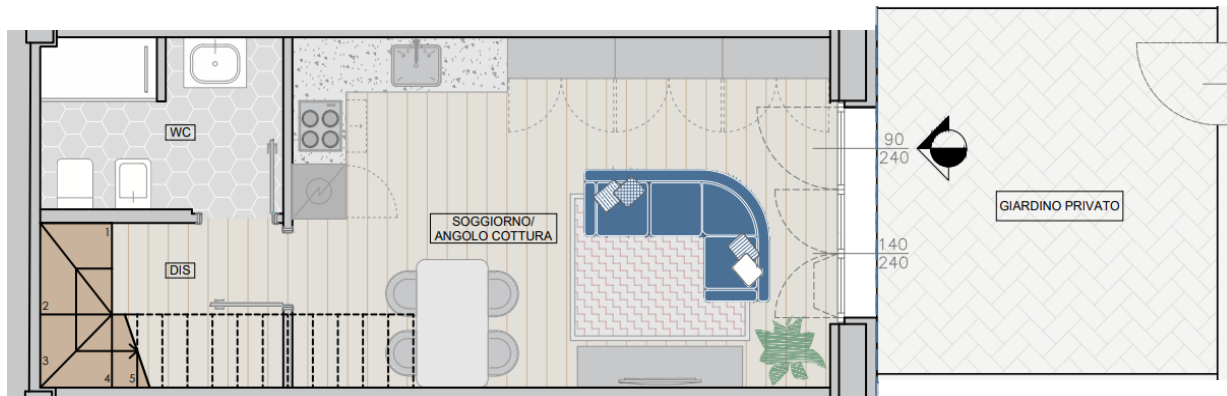 WC
90
240
GIARDINO PRIVATO
SOGGIORNO/
ANGOLO COTTURA
1
DIS
140
240
2
3
4
5